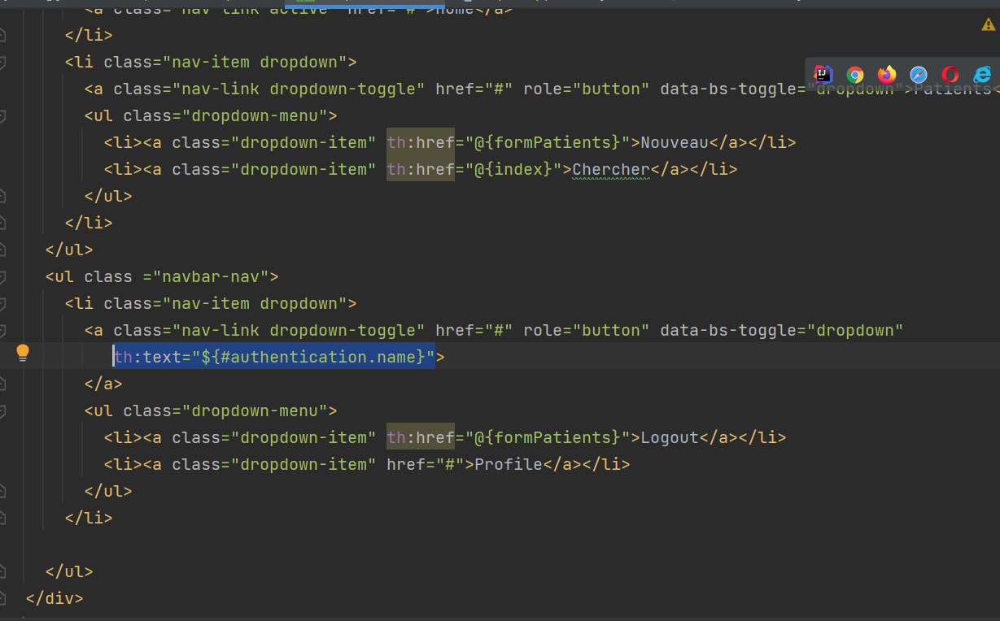 <a class="nav-link active" href="#">Home</a>
</li>
<li class="nav-item dropdown">
<a class="nav-link dropdown-toggle" href="#" role="button" data-bs-toggle="dropdown">Patients<
<ul class="dropdown-menu">
<li><a class="dropdown-item" th:href="@{formPatients}">Nouveau</a></li>
<li><a class="dropdown-item" th:href="@{index}">Chercher</a></li>
</ul>
</li>
</ul>
<ul class ="navbar-nav">
<li class="nav-item dropdown">
<a class="nav-link dropdown-toggle" href="#" role="button" data-bs-toggle="dropdown"
th:text="${#authentication.name}">
</a>
<ul class="dropdown-menu">
<li><a class="dropdown-item" th:href="@{formPatients}">Logout</a></li>
<li><a class="dropdown-item" href="#">Profile</a></li>
</ul>
</li>
</ul>
</div>